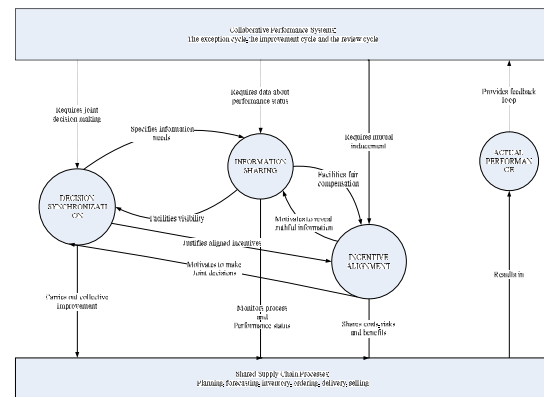 Collaborative Performance Systems:
The exception cycle, the improvement cycle and the review cycle
Requires joint
decision making
Requires data about
performance status
Requires mutual
inducement
Provides feedback
loop
Specifies information
needs
INFORMATION
SHARING
ACTUAL
PERFORMAN
CE
Facilities fair
compensation
DECISION
SYNCHRONIZATI
ON
Facilities visibility
Motivates to reveal
truthful information
Justifies aligned incentives
Motivates to make
Joint decisions
INCENTIVE
ALIGNMENT
Results in
Carries out collective
improvement
Monitors process
and
Performance status
Shares costs, risks
and benefits
Shared Supply Chain Processes:
Planning, forecasting, inventory, ordering, delivery, selling